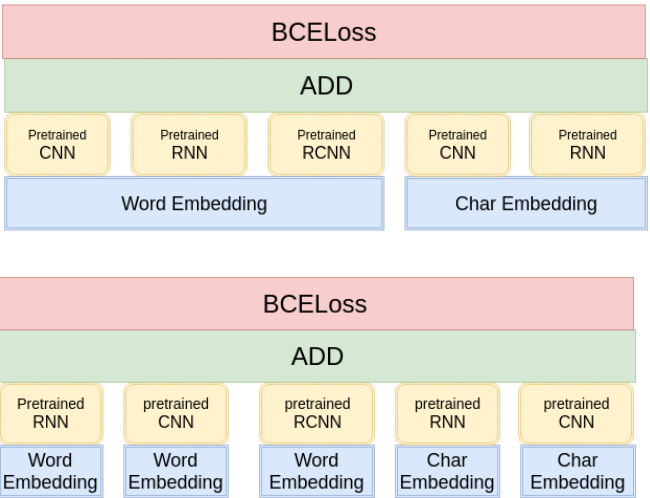 BCELoss
ADD
Pretrained Pretrained Pretrained Pretrained Pretrained
CNN RNN RCNN CNN RNN
Word Embedding Char Embedding
BCELoss
ADD
Pretrained pretrained pretrained pretrained pretrained
RNN CNN RCNN RNN CNN
Word Word Word Char Char
Embedding Embedding Embedding Embedding Embedding